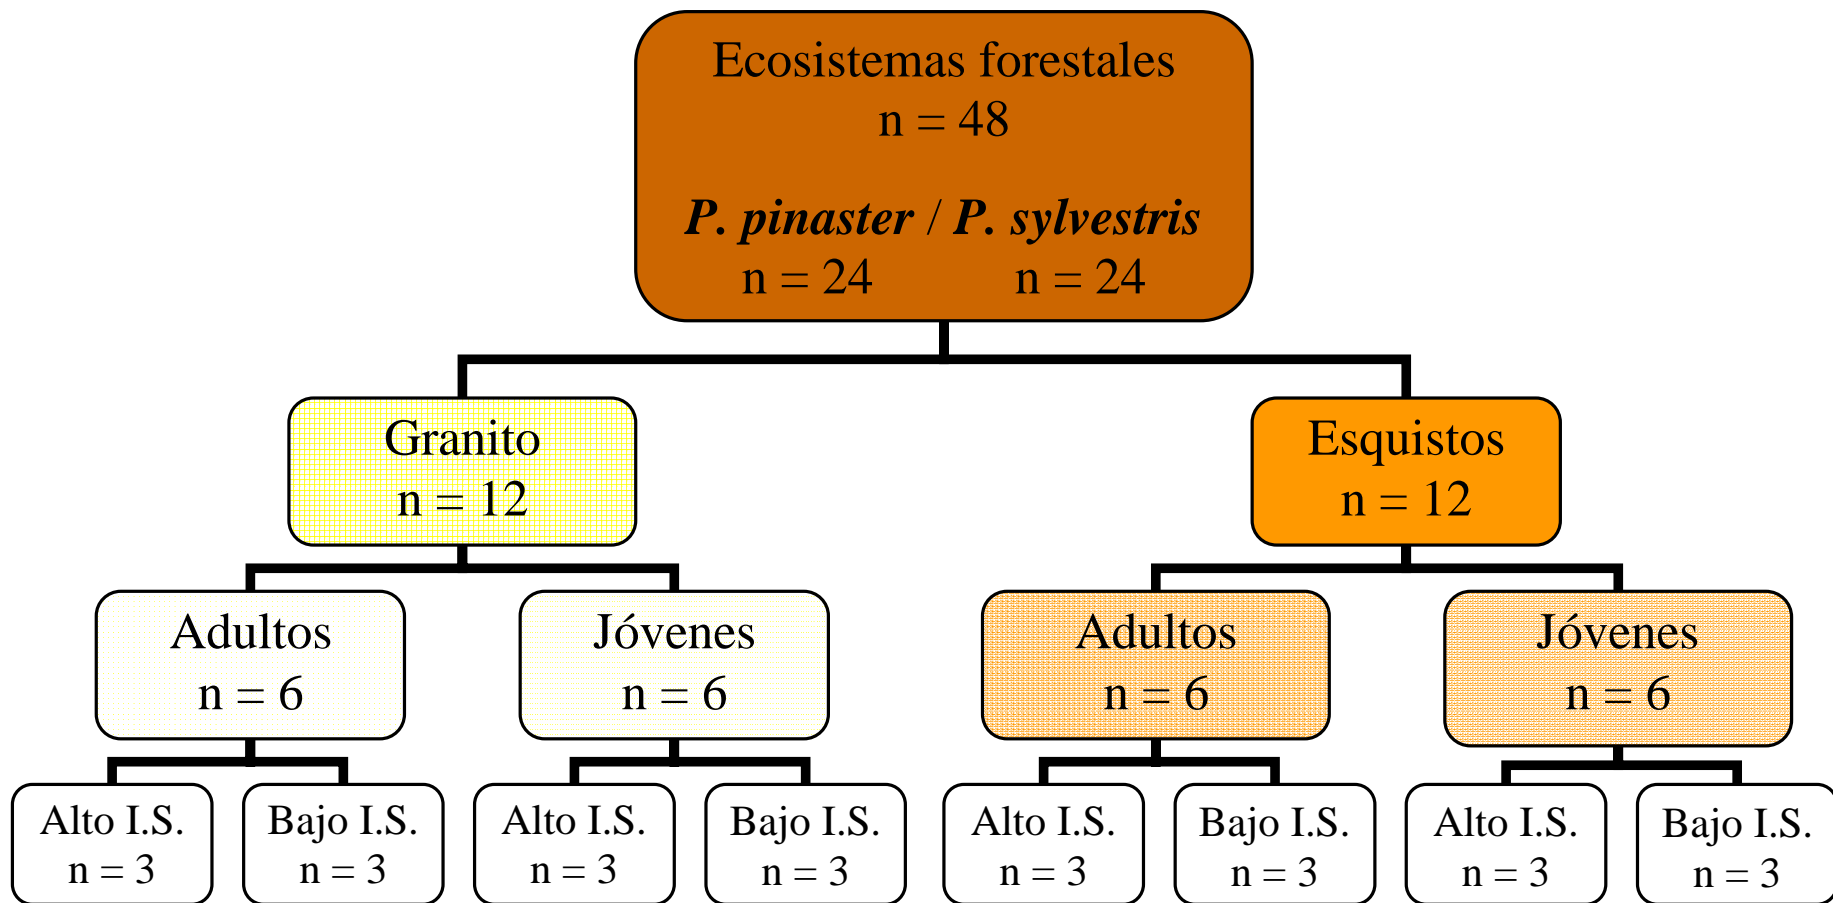 Ecosistemas forestales
n = 48
P. pinaster / P. sylvestris
n = 24 n = 24
Granito
n = 12
Esquistos
n = 12
Adultos
n = 6
Jóvenes
n = 6
Adultos
n = 6
Jóvenes
n = 6
Alto I.S.
n = 3
Bajo I.S.
n = 3
Alto I.S.
n = 3
Bajo I.S.
n = 3
Alto I.S.
n = 3
Bajo I.S.
n = 3
Alto I.S.
n = 3
Bajo I.S.
n = 3